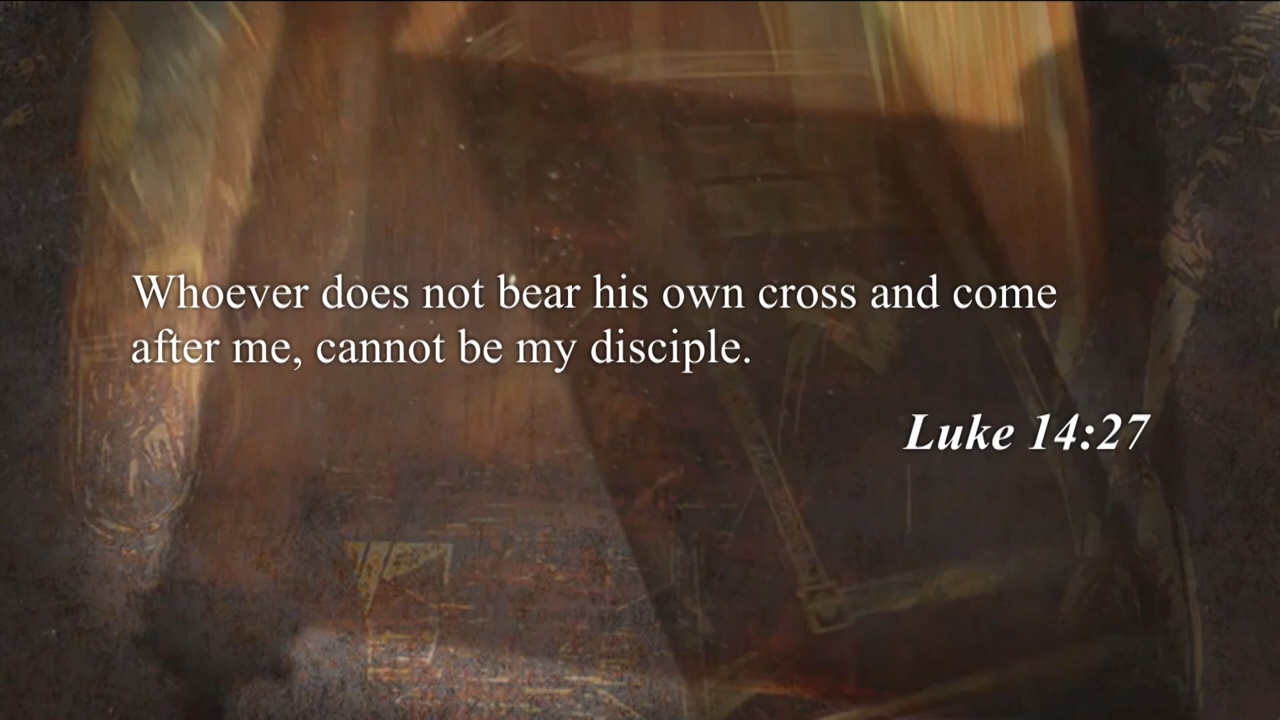 Whoever does not bear his own cross and come
after me, cannot be my disciple.
Luke 14:27